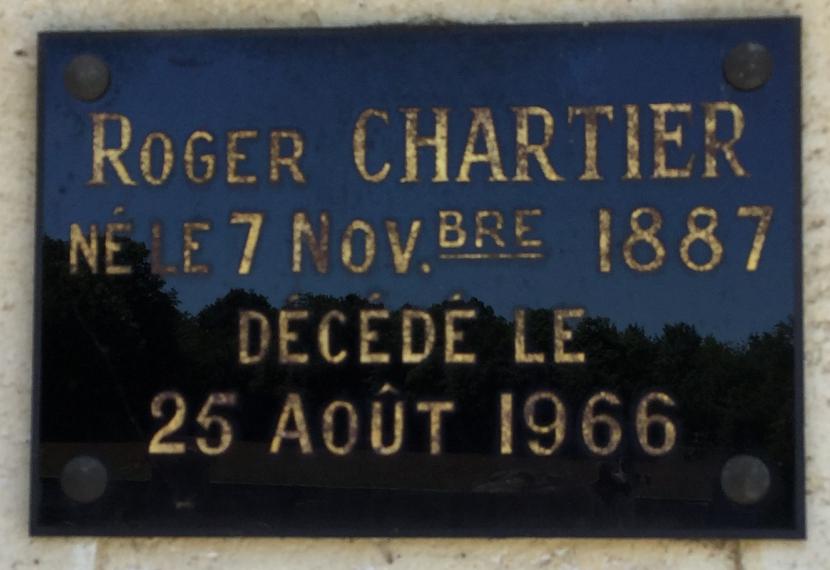 ROGER CHARTIER
NÉ LE 7 NOV.BRE 1887
DÉCÉDÉ LE
25 AOÛT 1966